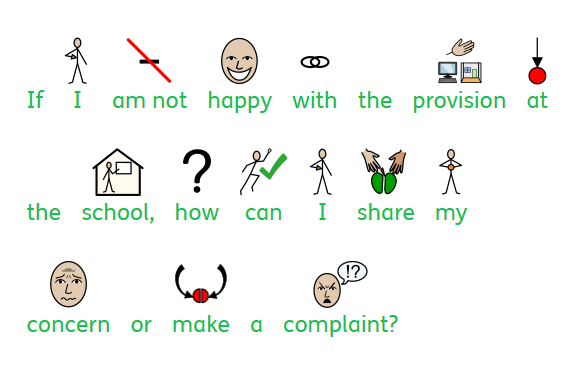 If I am not happy with the provision at
the school, how can I share my
concern or make a complaint?